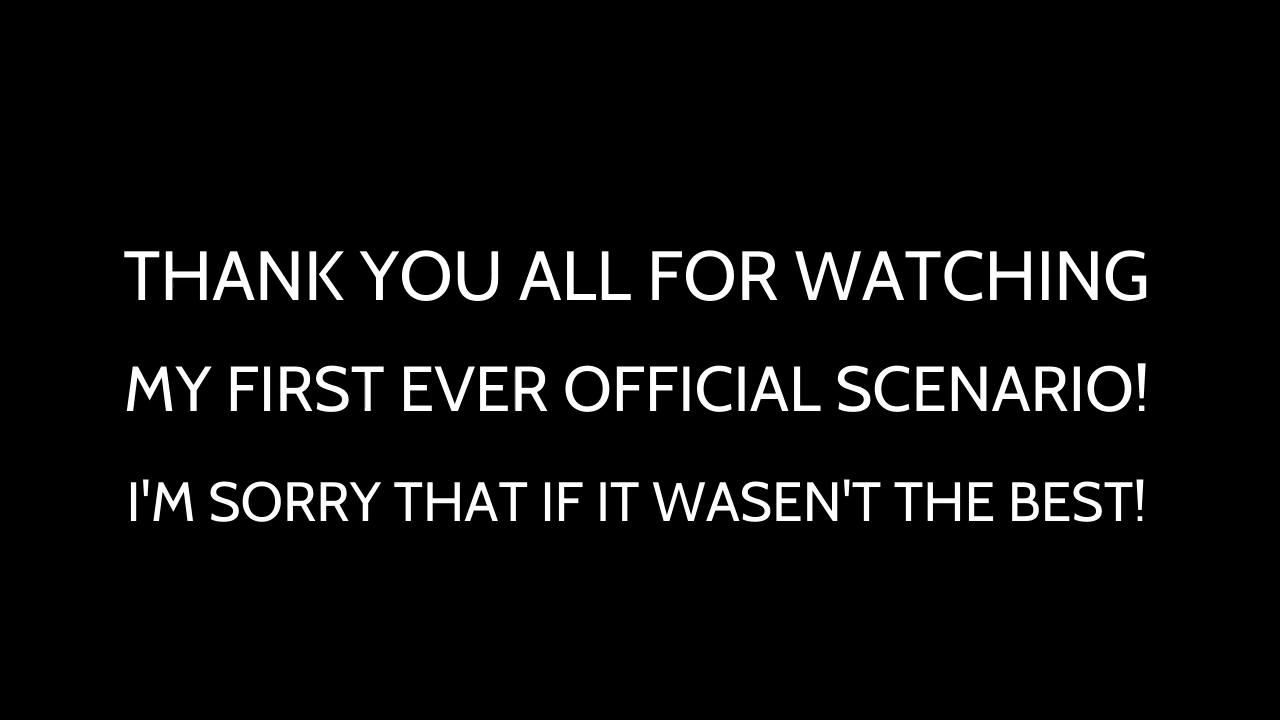 THANK YOU ALL FOR WATCHING
MY FIRST EVER OFFICIAL SCENARIO!
I'M SORRY THAT IF IT WASEN'T THE BEST!